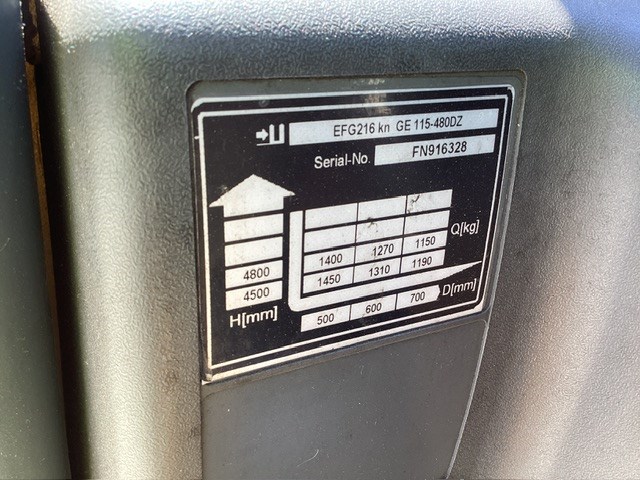 EFG216 kn GE 115-480DZ
Serial-No. FN916328
Q[kg]
4800 1400 1270 1150
4500 1450 1310 1190
H[mm] 500 600 700 D[mm]